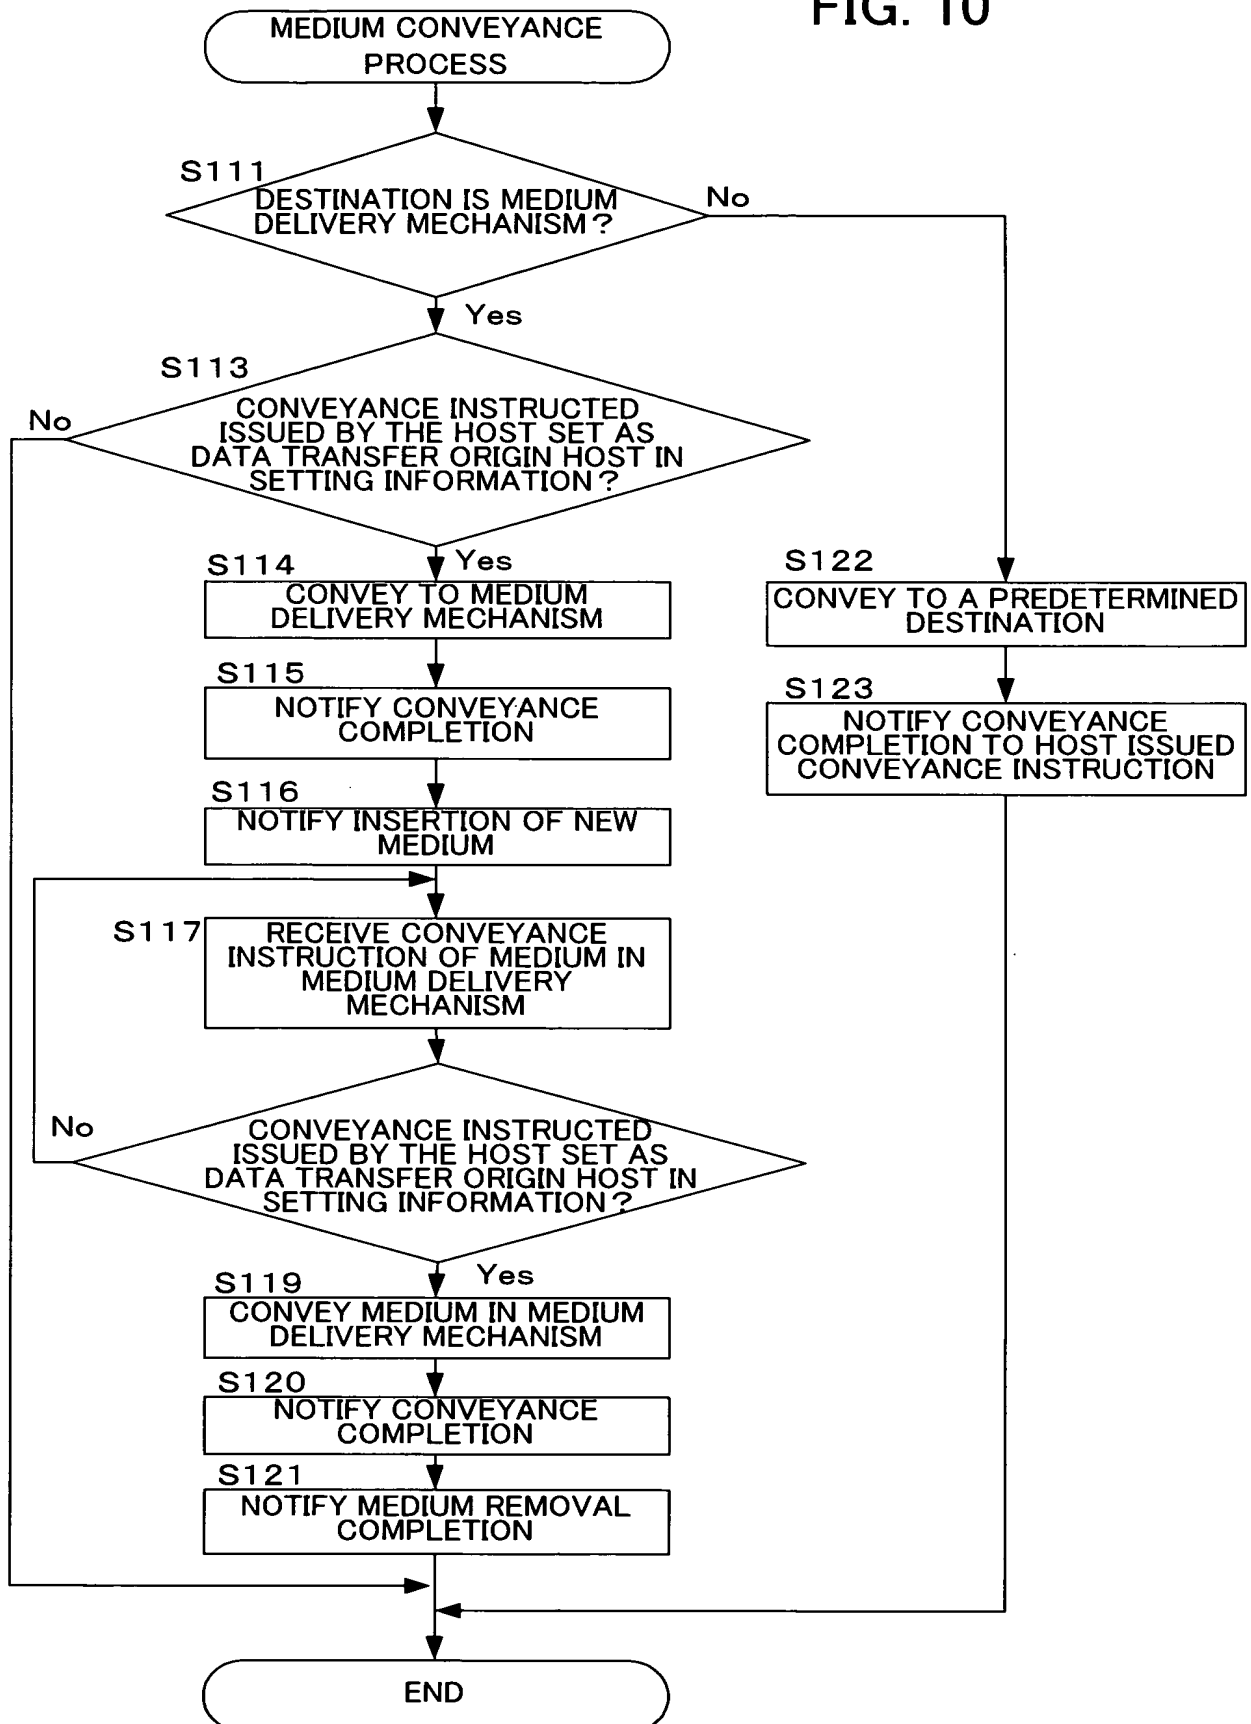 FIG. 10
MEDIUM CONVEYANCE
PROCESS
S111
DESTINATION IS MEDIUM
DELIVERY MECHANISM?
No
Yes
S113
CONVEYANCE INSTRUCTED
ISSUED BY THE HOST SET AS
DATA TRANSFER ORIGIN HOST IN
SETTING INFORMATION?
No
Yes
S114
CONVEY TO MEDIUM
DELIVERY MECHANISM
S115
NOTIFY CONVEYANCE
COMPLETION
S116
NOTIFY INSERTION OF NEW
MEDIUM
S117
RECEIVE CONVEYANCE
INSTRUCTION OF MEDIUM IN
MEDIUM DELIVERY
MECHANISM
No
CONVEYANCE INSTRUCTED
ISSUED BY THE HOST SET AS
DATA TRANSFER ORIGIN HOST IN
SETTING INFORMATION?
Yes
S119
CONVEY MEDIUM IN MEDIUM
DELIVERY MECHANISM
S120
NOTIFY CONVEYANCE
COMPLETION
S121
NOTIFY MEDIUM REMOVAL
COMPLETION
S122
CONVEY TO A PREDETERMINED
DESTINATION
S123
NOTIFY CONVEYANCE
COMPLETION TO HOST ISSUED
CONVEYANCE INSTRUCTION
END